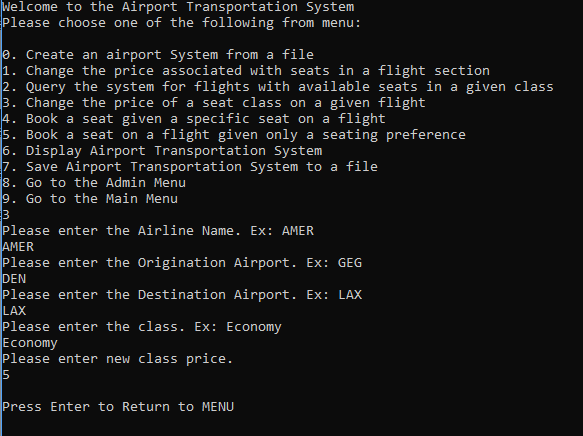 Welcome to the Airport Transportation System
Please choose one of the following from menu:
0. Create an airport System from a file
1. Change the price associated with seats in a flight section
2. Query the system for flights with available seats in a given class
3. Change the price of a seat class on a given flight
4. Book a seat given a specific seat on a flight
5. Book a seat on a flight given only a seating preference
6. Display Airport Transportation System
7. Save Airport Transportation System to a file
8. Go to the Admin Menu
9. Go to the Main Menu
3
Please enter the Airline Name. Ex: AMER
AMER
Please enter the Origination Airport. Ex: GEG
DEN
Please enter the Destination Airport. Ex: LAX
LAX
Please enter the class. Ex: Economy
Economy
Please enter new class price.
5
Press Enter to Return to MENU